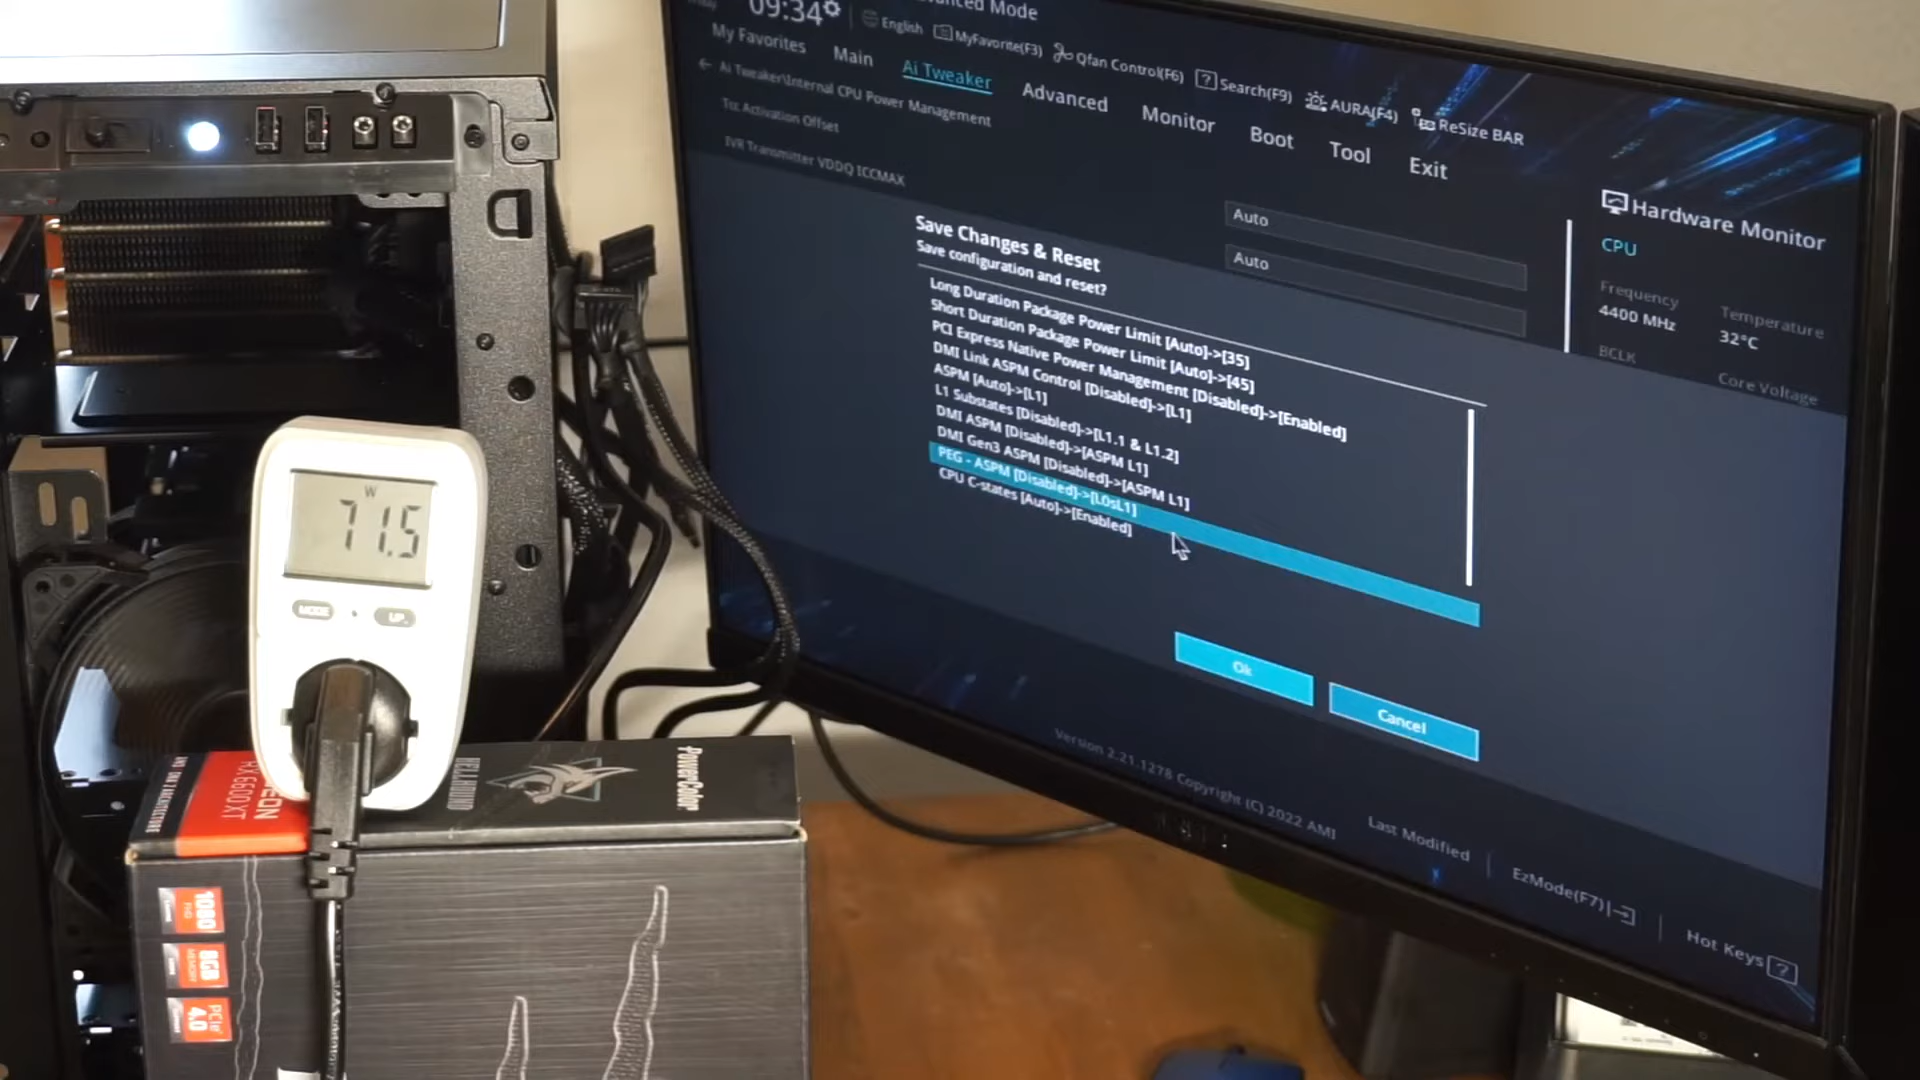 09:34
English
MyFavorite(F3)
Qfan Control(F6)
Search(F9)
AURA(F4)
ReSize BAR
My Favorites
Main
Ai Tweaker
Advanced
Monitor
Boot
Tool
Exit
Ai Tweaker\Internal CPU Power Management
Tcc Activation Offset
IVR Transmitter VDDQ ICCMAX
Auto
Auto
Save Changes & Reset
Save configuration and reset?
Long Duration Package Power Limit [Auto]->[35]
Short Duration Package Power Limit [Auto]->[45]
PCI Express Native Power Management [Disabled]->[Enabled]
DMI Link ASPM Control [Disabled]->[L1]
ASPM [Auto]->[L1]
L1 Substates [Disabled]->[L1.1 & L1.2]
DMI ASPM [Disabled]->[ASPM L1]
DMI Gen3 ASPM [Disabled]->[ASPM L1]
PEG - ASPM [Disabled]->[L0sL1]
CPU C-states [Auto]->[Enabled]
Ok
Cancel
Hardware Monitor
CPU
Frequency
4400 MHz
Temperature
32°C
BCLK
Core Voltage
Version 2.21.1278 Copyright (C) 2022 AMI
Last Modified
EzMode(F7)
Hot Keys ?
W
71.5
MODE
UP
RX6600XT
HELLHOUND
PowerColor
1080
FHD
8GB
MEMORY
PCIe
4.0